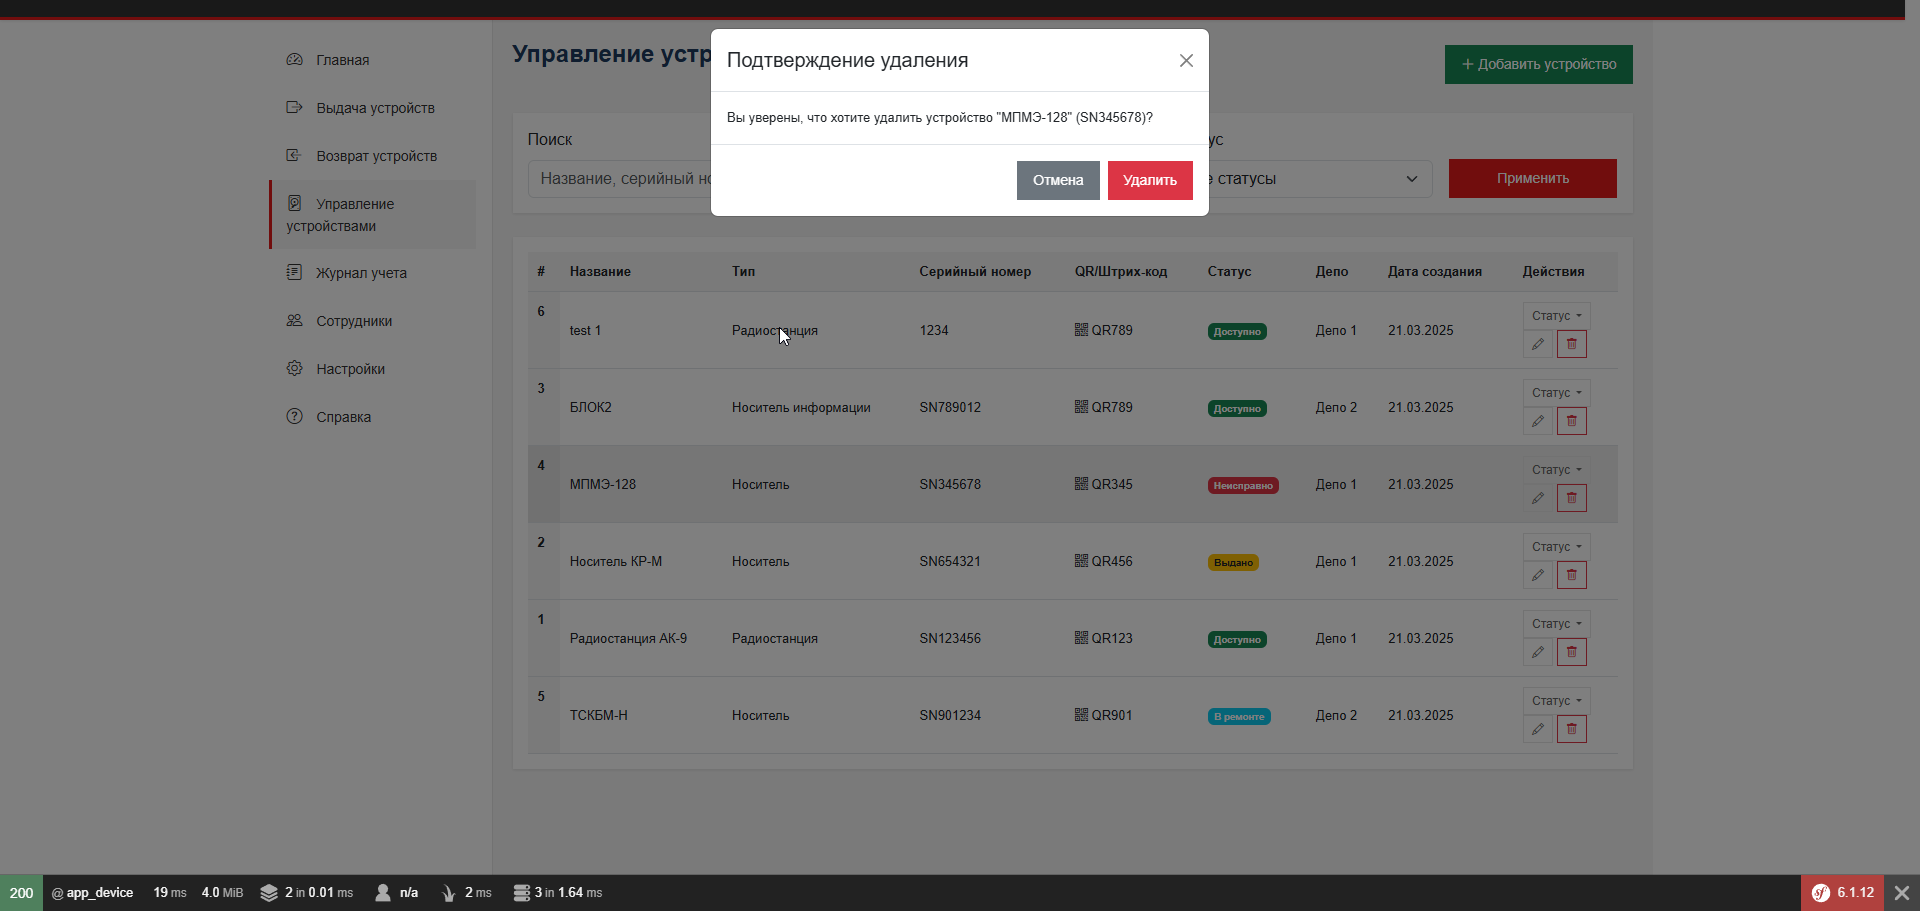 Главная
Выдача устройств
Возврат устройств
Управление
устройствами
Журнал учета
Сотрудники
Настройки
Справка
Управление устр
+ Добавить устройство
Подтверждение удаления
Вы уверены, что хотите удалить устройство "МПМЭ-128" (SN345678)?
Отмена Удалить
Поиск
Название, серийный
статусы
Применить
# Название Тип Серийный номер QR/Штрих-код Статус Депо Дата создания Действия
6 test 1 Радиостанция 1234 QR789 Доступно Депо 1 21.03.2025 Статус
3 БЛОК2 Носитель информации SN789012 QR789 Доступно Депо 2 21.03.2025 Статус
4 МПМЭ-128 Носитель SN345678 QR345 Неисправно Депо 1 21.03.2025 Статус
2 Носитель КР-М Носитель SN654321 QR456 Выдано Депо 1 21.03.2025 Статус
1 Радиостанция АК-9 Радиостанция SN123456 QR123 Доступно Депо 1 21.03.2025 Статус
5 ТСКБМ-Н Носитель SN901234 QR901 В ремонте Депо 2 21.03.2025 Статус
200 @ app_device 19 ms 4.0 MiB 2 in 0.01 ms n/a 2 ms 3 in 1.64 ms sf 6.1.12